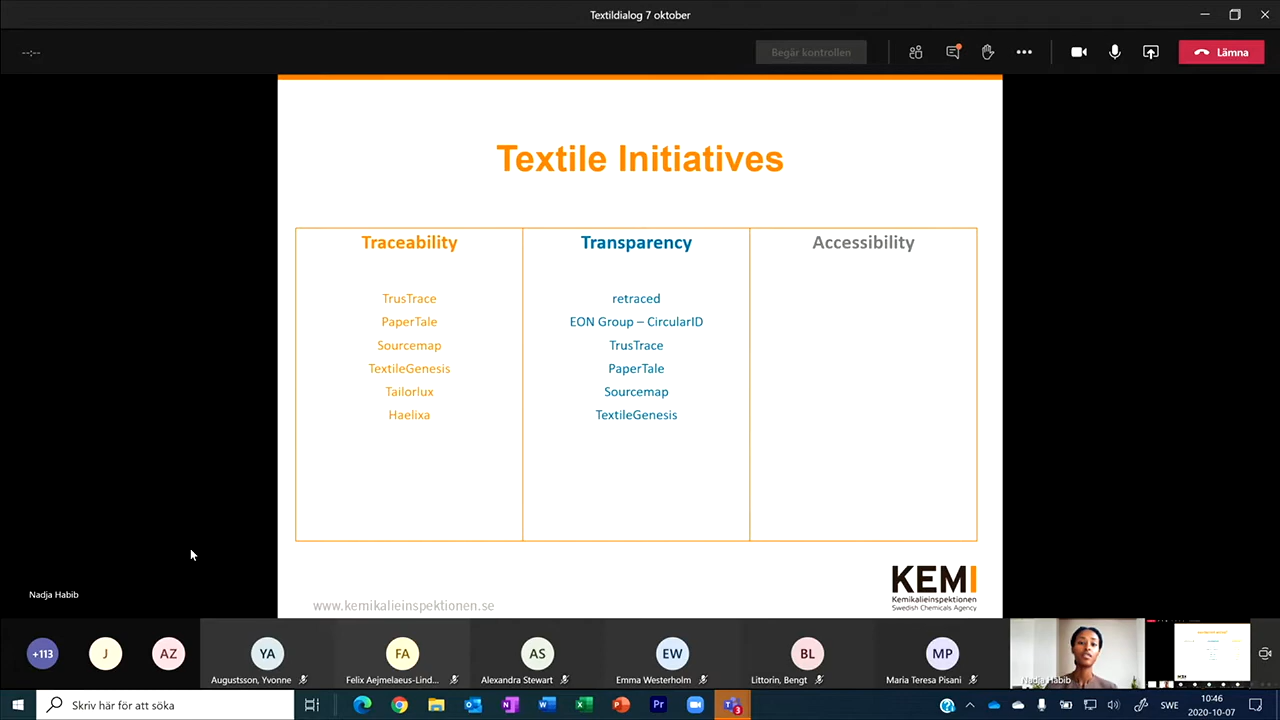 Textildialog 7 oktober
--:--
Begär kontrollen
Lämna
Textile Initiatives
Traceability
TrusTrace
PaperTale
Sourcemap
TextileGenesis
Tailorlux
Haelixa
Transparency
retraced
EON Group – CircularID
TrusTrace
PaperTale
Sourcemap
TextileGenesis
Accessibility
www.kemikalieinspektionen.se
KEMI
Kemikalieinspektionen
Swedish Chemicals Agency
Nadja Habib
+113
J
AZ
YA
Augustsson, Yvonne
FA
Felix Aejmelaeus-Lind...
AS
Alexandra Stewart
EW
Emma Westerholm
BL
Littorin, Bengt
MP
Maria Teresa Pisani
Nadja Habib
Skriv här för att söka
3
SWE
10:46
2020-10-07